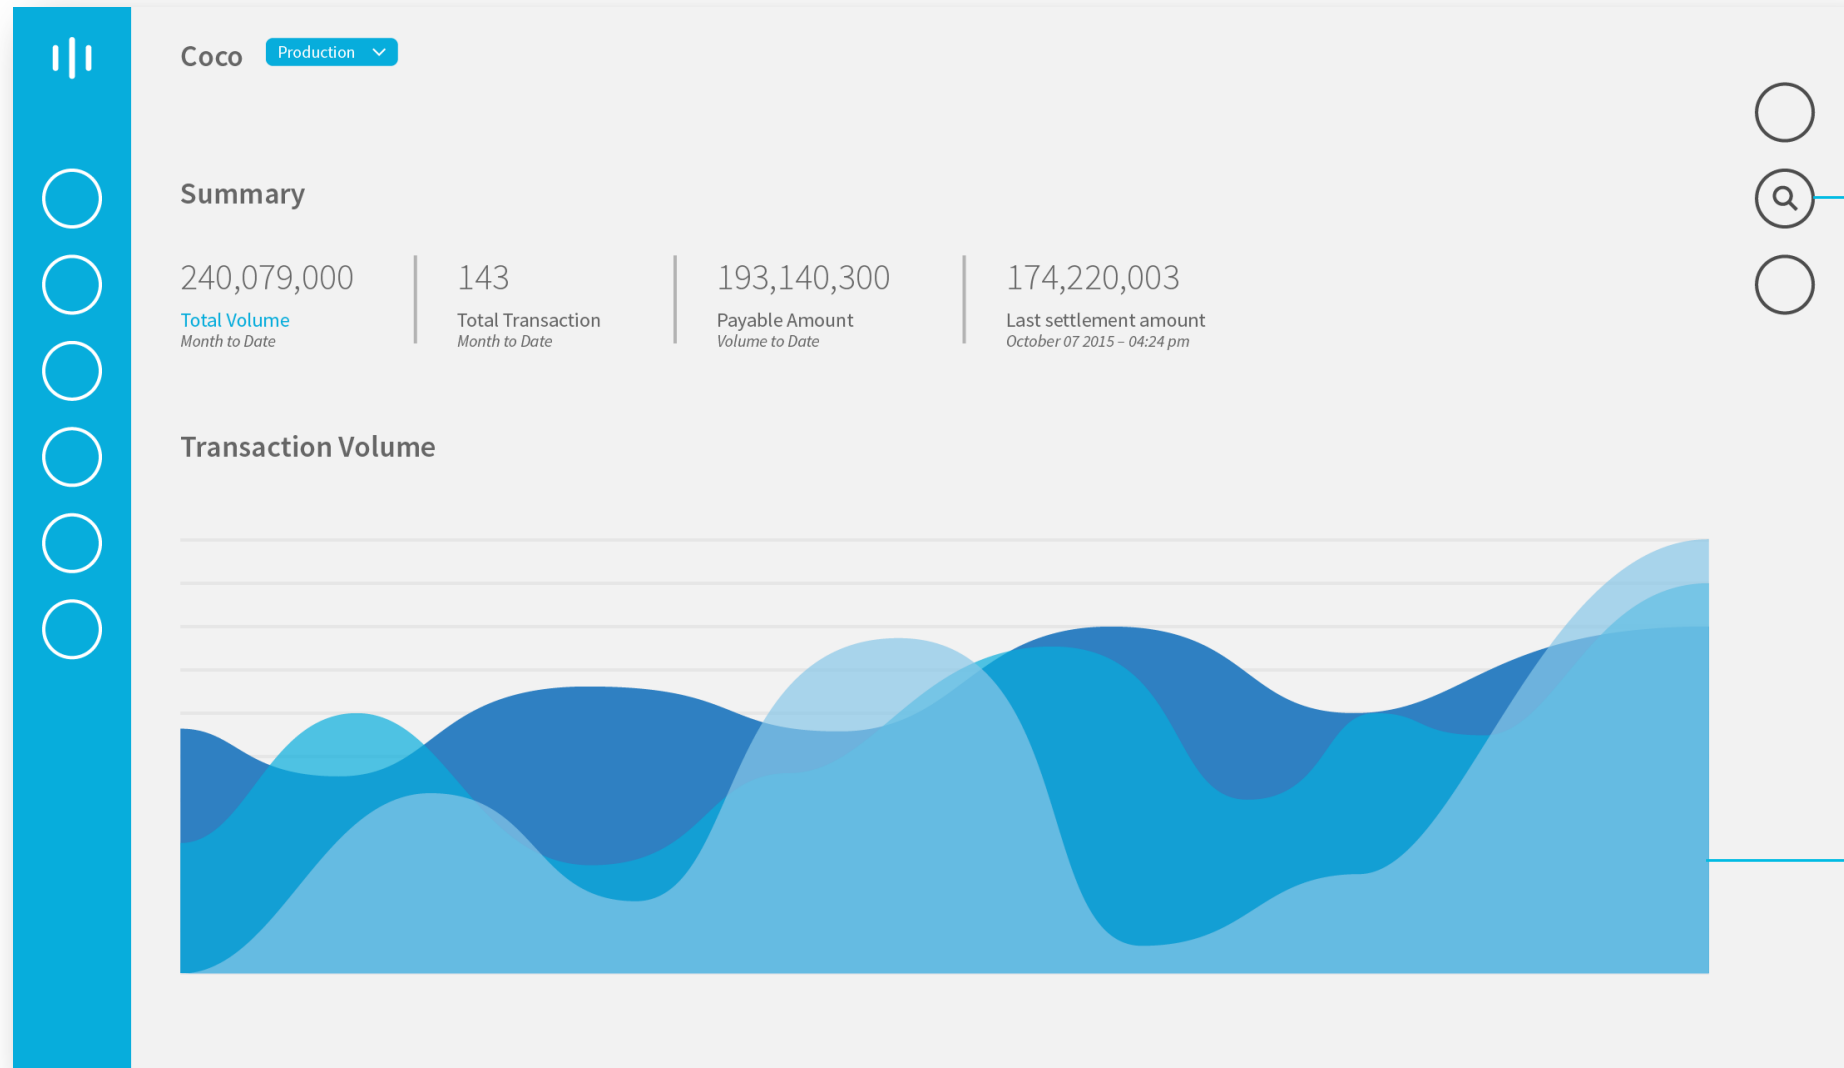 Coco
Production
Summary
240,079,000
Total Volume
Month to Date
143
Total Transaction
Month to Date
193,140,300
Payable Amount
Volume to Date
174,220,003
Last settlement amount
October 07 2015 – 04:24 pm
Transaction Volume